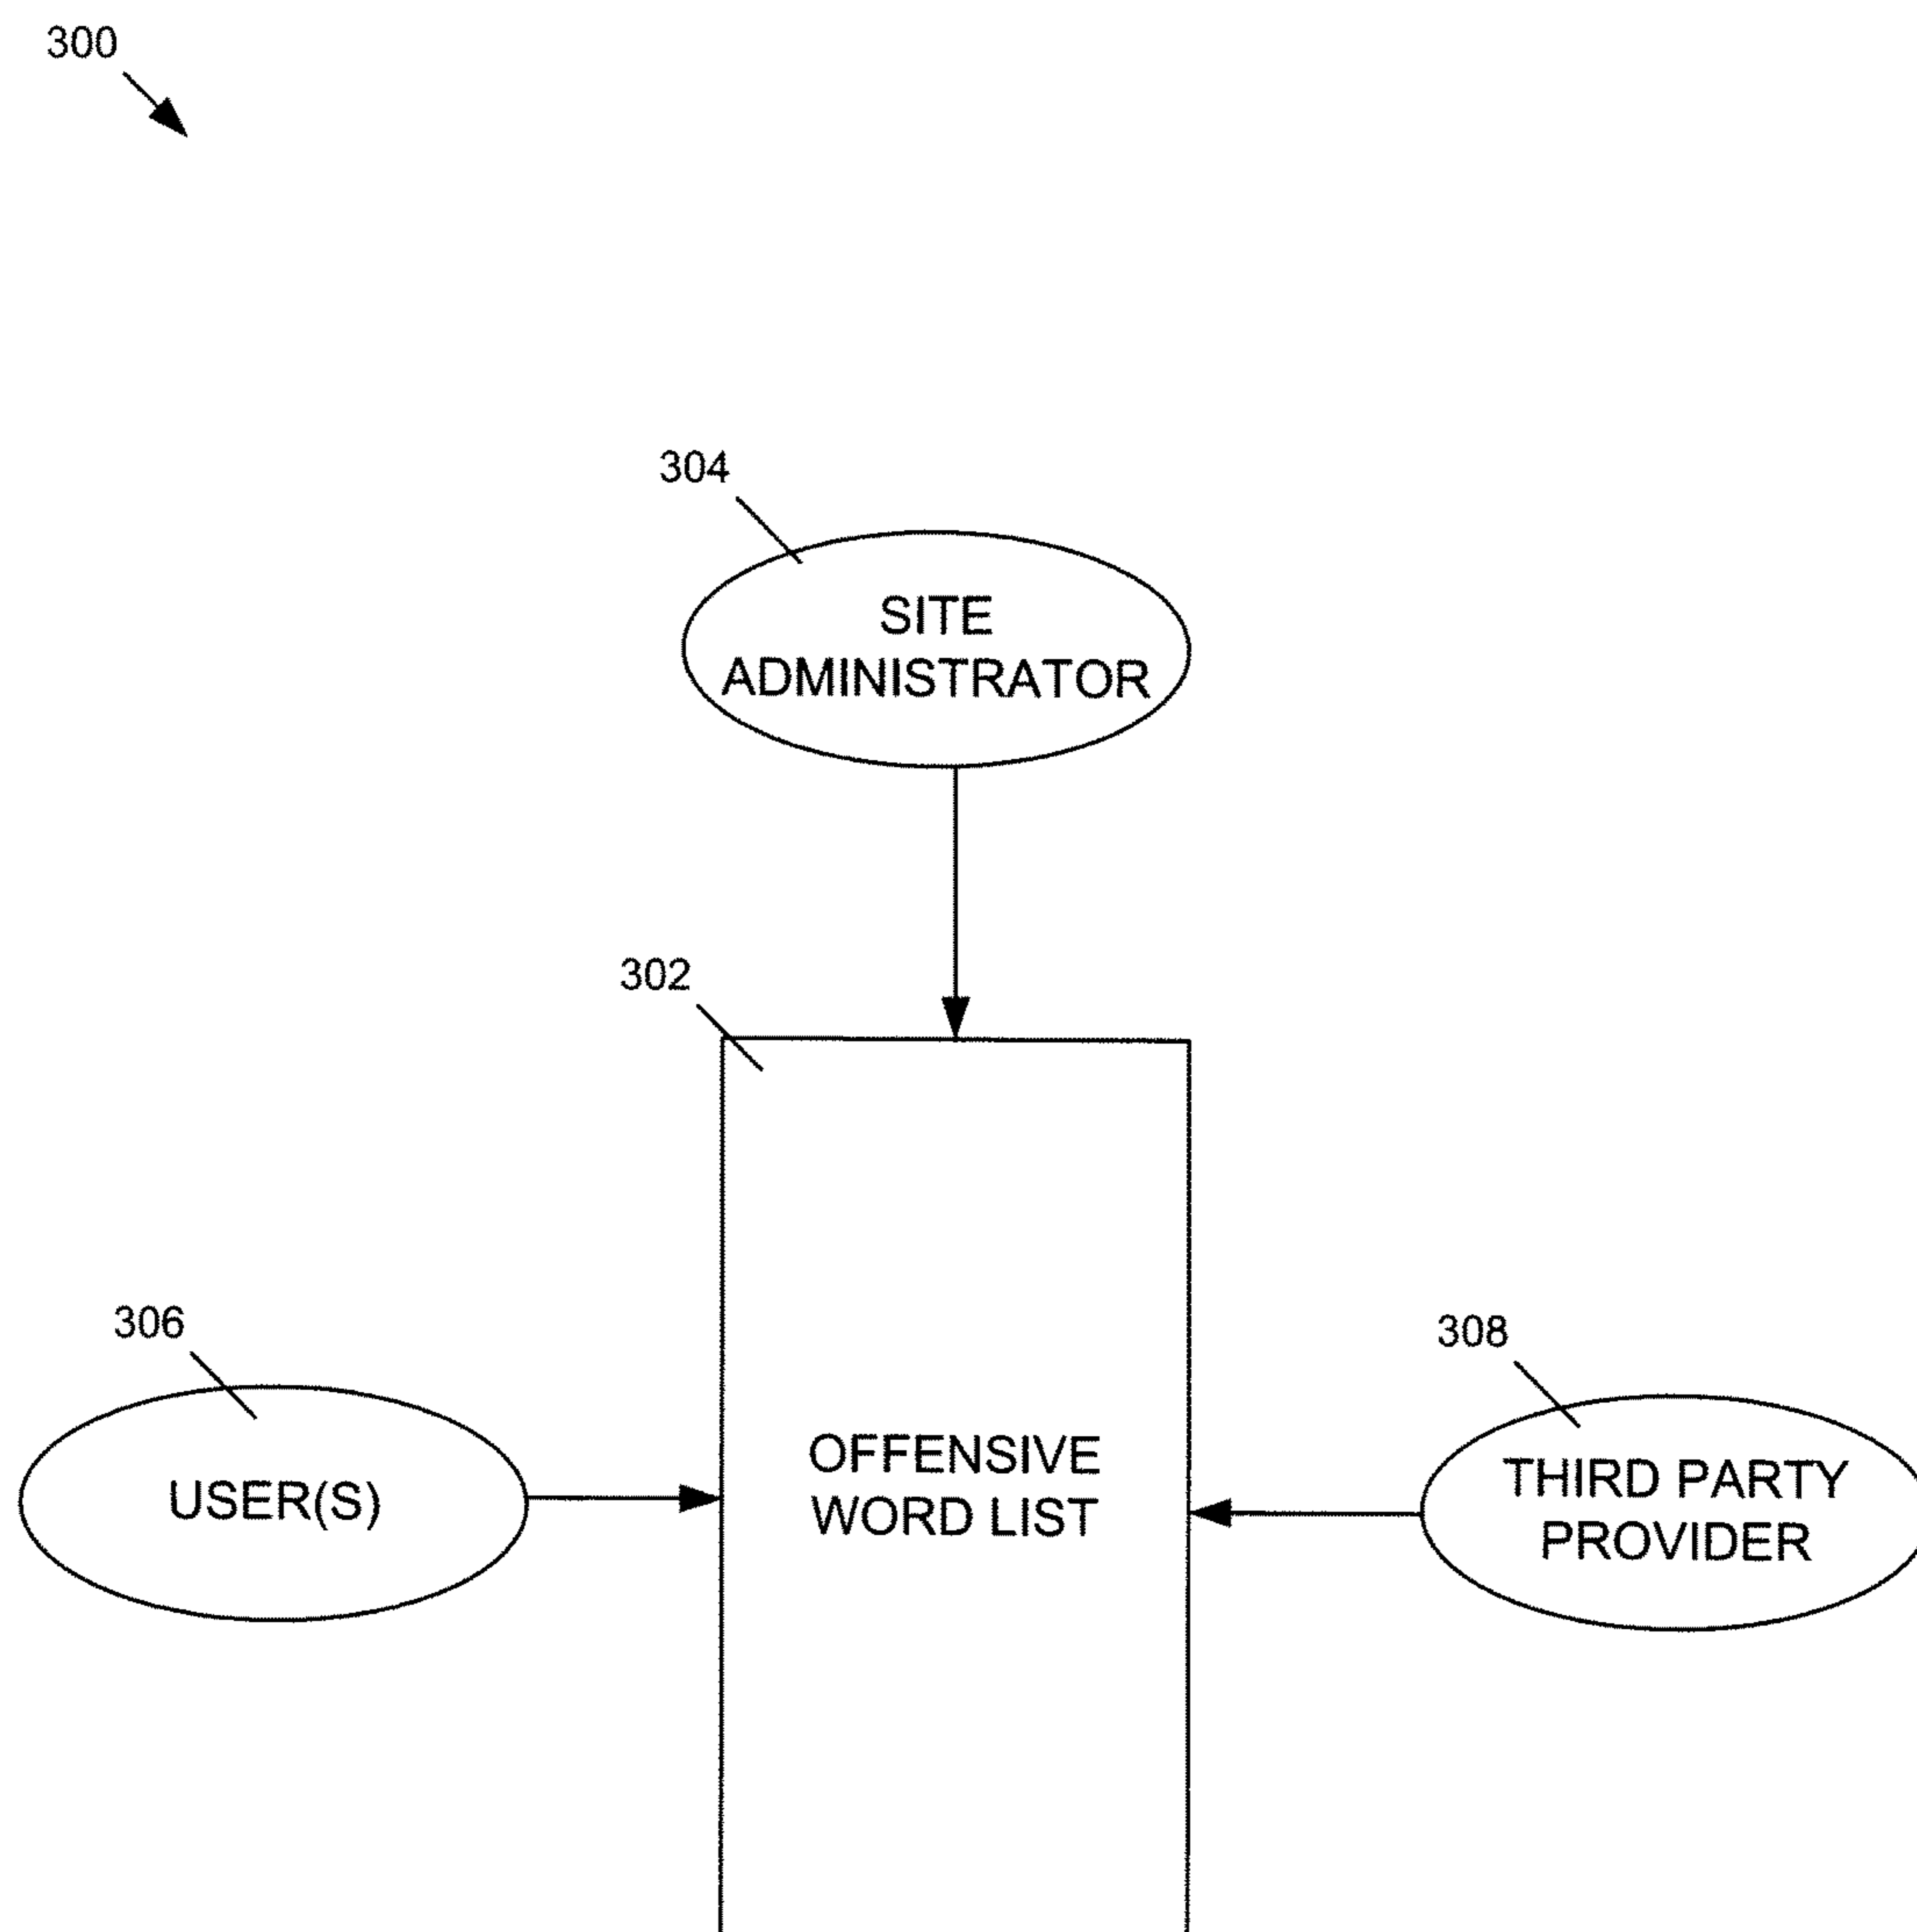 300
304
SITE
ADMINISTRATOR
302
306
USER(S)
OFFENSIVE
WORD LIST
308
THIRD PARTY
PROVIDER